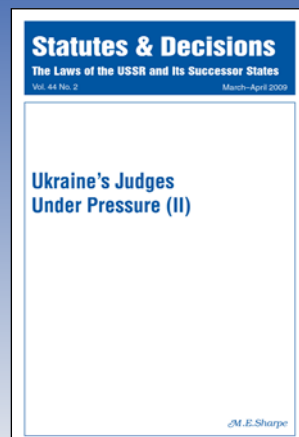 Statutes & Decisions
The Laws of the USSR and Its Successor States
Vol. 44 No. 2 March–April 2009
Ukraine's Judges
Under Pressure (II)
M.E.Sharpe